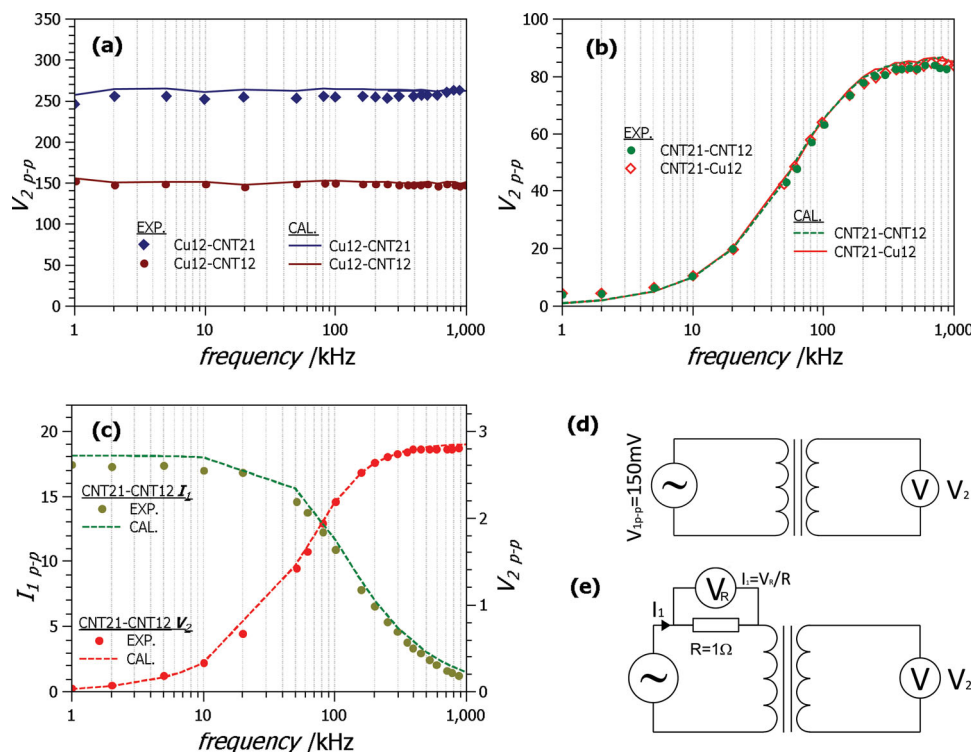 (a)
350
300
250
200
150
100
50
0
V2 p-p
EXP.
Cu12-CNT21
Cu12-CNT12
CAL.
Cu12-CNT21
Cu12-CNT12
1
10
100
1,000
frequency /kHz
(b)
100
80
60
40
20
0
V2 p-p
EXP.
CNT21-CNT12
CNT21-Cu12
CAL.
CNT21-CNT12
CNT21-Cu12
1
10
100
1,000
frequency /kHz
(c)
20
15
10
5
0
I1 p-p
CNT21-CNT12 I1
EXP.
CAL.
CNT21-CNT12 V2
EXP.
CAL.
3
2
1
0
V2 p-p
1
10
100
1,000
frequency /kHz
(d)
V1p-p=150mV
~
V
V2
(e)
I1
VR
I1=VR/R
R=1Ω
~
V
V2